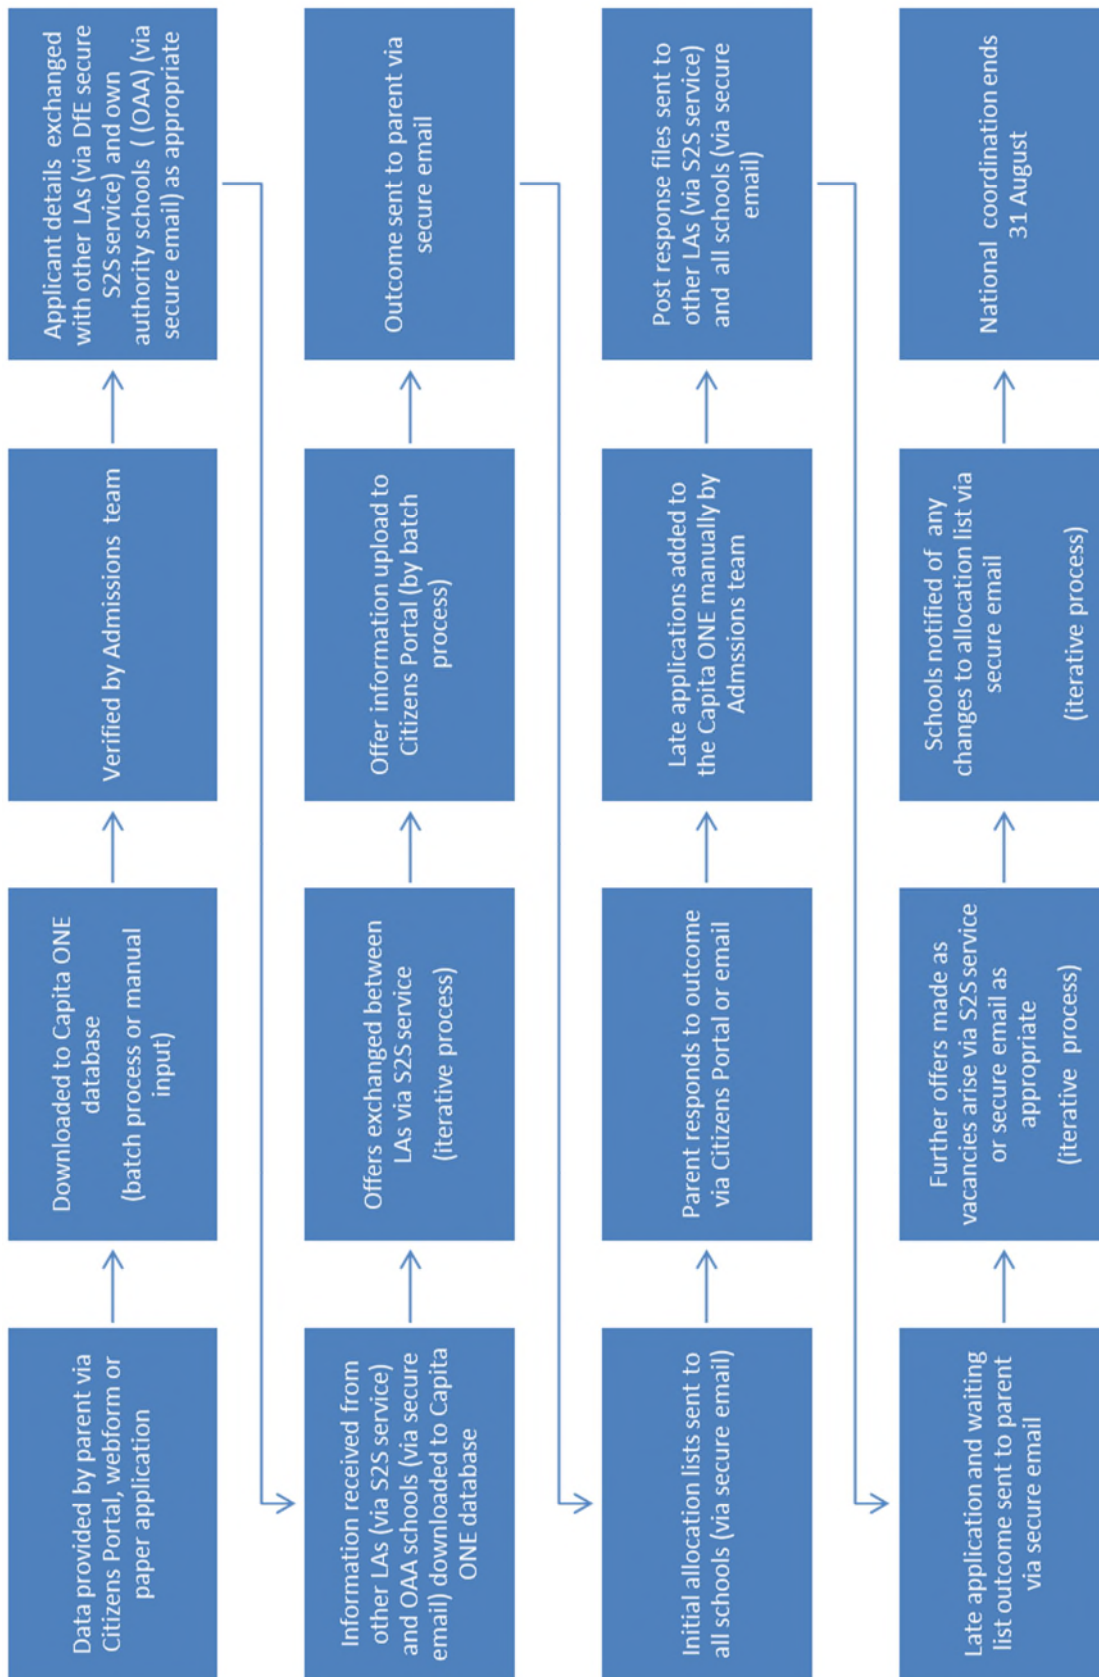 Data provided by parent via
Citizens Portal, webform or
paper application
Downloaded to Capita ONE
database
(batch process or manual
input)
Verified by Admissions team
Applicant details exchanged
with other LAs (via DfE secure
S2S service) and own
authority schools ( (OAA) (via
secure email) as appropriate
Information received from
other LAs (via S2S service)
and OAA schools (via secure
email) downloaded to Capita
ONE database
Offers exchanged between
LAs via S2S service
(iterative process)
Offer information upload to
Citizens Portal (by batch
process)
Outcome sent to parent via
secure email
Initial allocation lists sent to
all schools (via secure email)
Parent responds to outcome
via Citizens Portal or email
Late applications added to
the Capita ONE manually by
Admssions team
Post response files sent to
other LAs (via S2S service)
and all schools (via secure
email)
Late application and waiting
list outcome sent to parent
via secure email
Further offers made as
vacancies arise via S2S service
or secure email as
appropriate
(iterative process)
Schools notified of any
changes to allocation list via
secure email
(iterative process)
National coordination ends
31 August